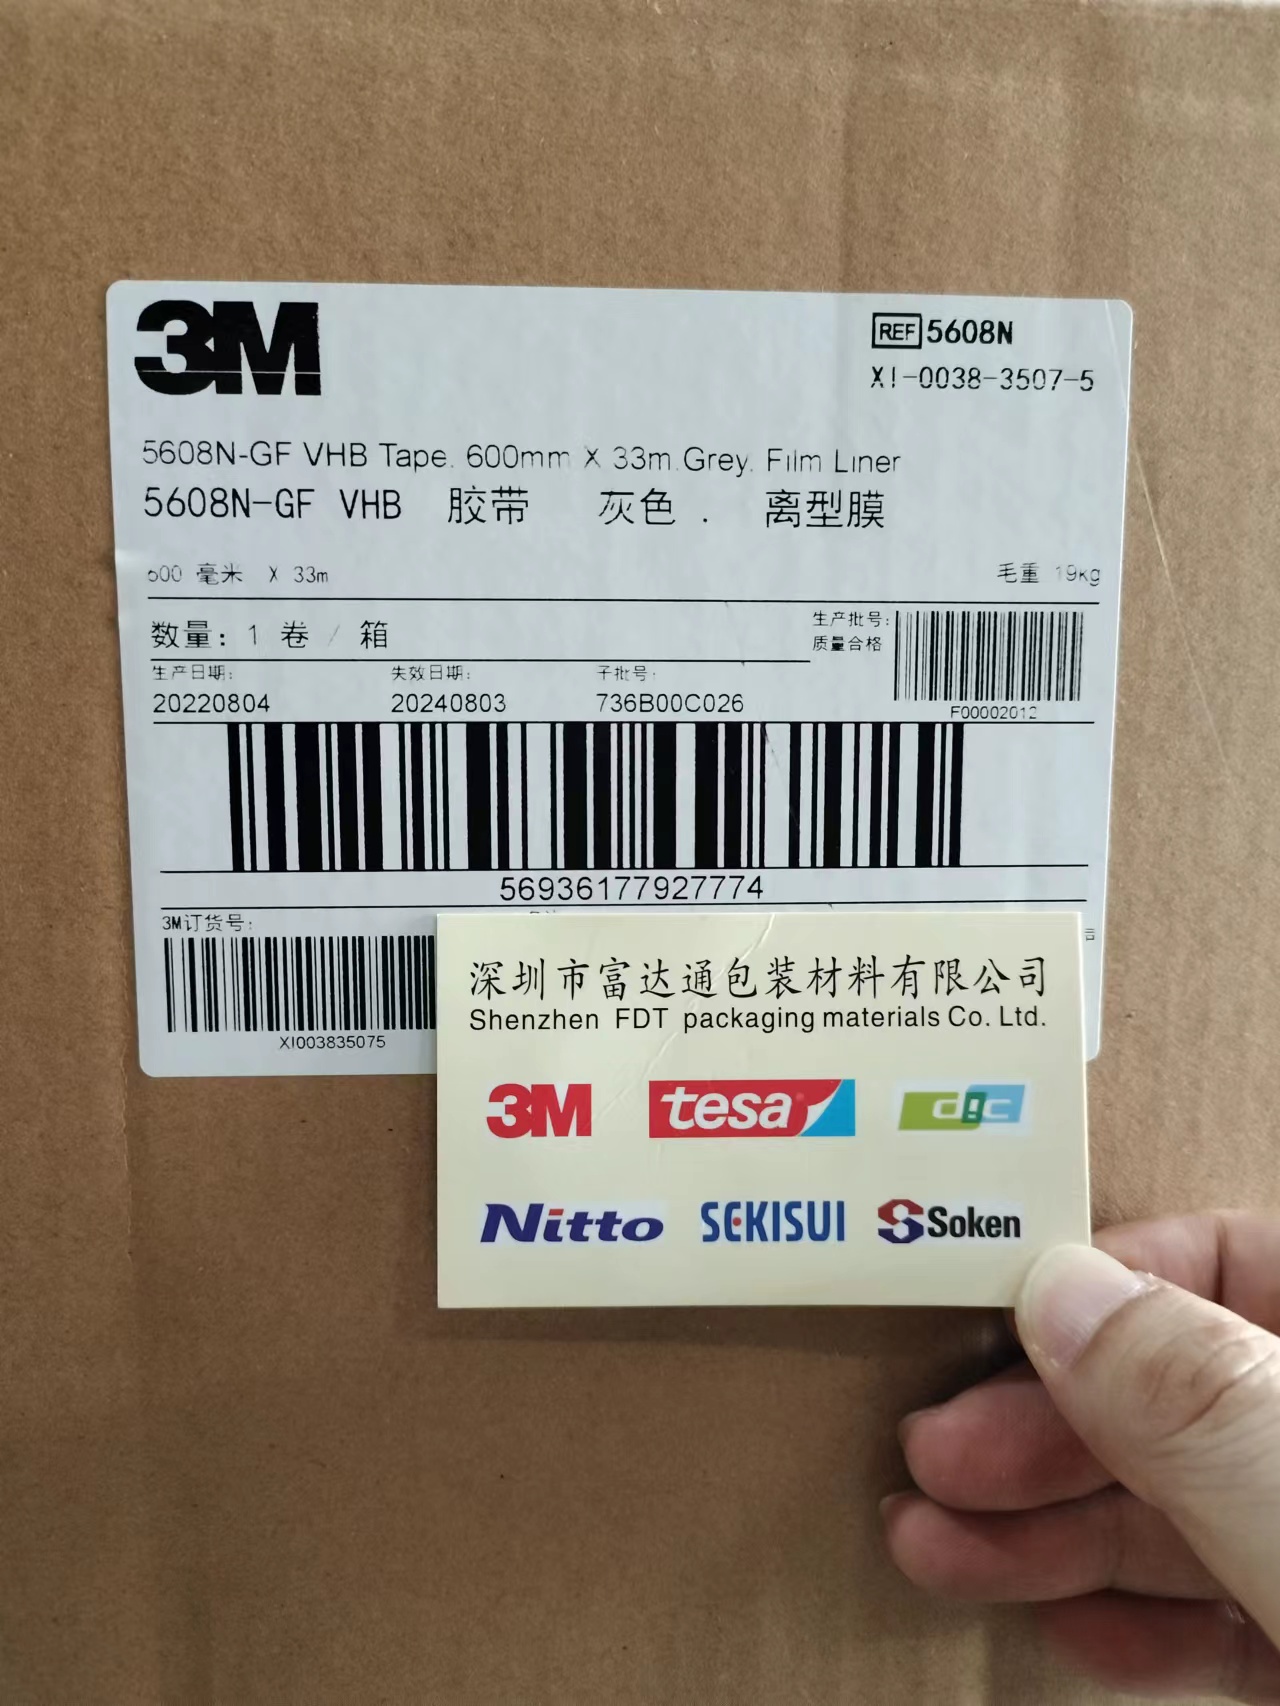 3M
REF 5608N
XI-0038-3507-5
5608N-GF VHB Tape. 600mm X 33m.Grey. Film Liner
5608N-GF VHB 胶带 灰色 . 离型膜
600 毫米 X 33m 毛重 19kg
数量: 1 卷 / 箱
生产批号:
质量合格
F00002012
生产日期: 失效日期: 子批号:
20220804 20240803 736B00C026
56936177927774
3M订货号:
XI003835075
深圳市富达通包装材料有限公司
Shenzhen FDT packaging materials Co. Ltd.
3M tesa dic
Nitto SEKISUI Soken